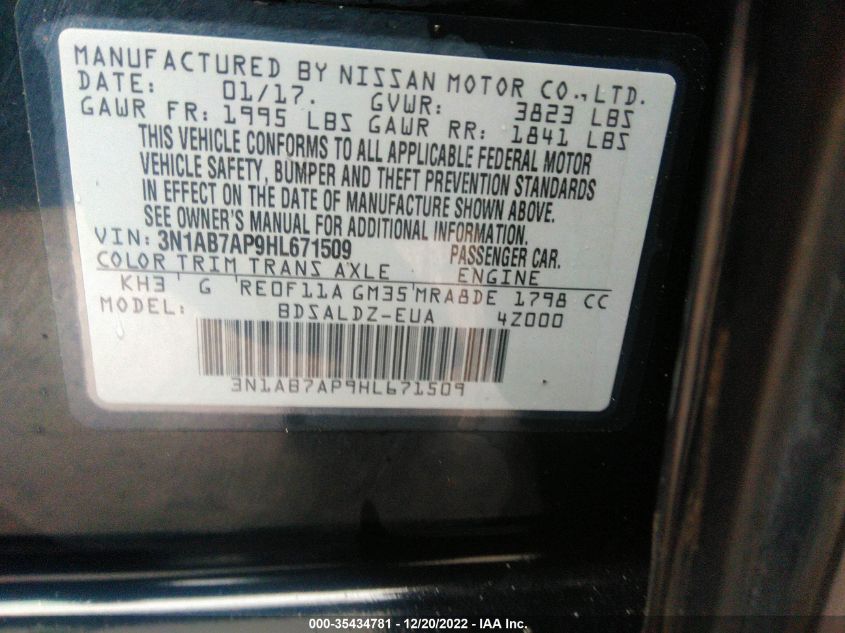 MANUFACTURED BY NISSAN MOTOR CO., LTD.
DATE: 01/17. GVWR: 3823 LBS
GAWR FR: 1995 LBS GAWR RR: 1841 LBS
THIS VEHICLE CONFORMS TO ALL APPLICABLE FEDERAL MOTOR
VEHICLE SAFETY, BUMPER AND THEFT PREVENTION STANDARDS
IN EFFECT ON THE DATE OF MANUFACTURE SHOWN ABOVE.
SEE OWNER'S MANUAL FOR ADDITIONAL INFORMATION.
VIN: 3N1AB7AP9HL671509 PASSENGER CAR.
COLOR TRIM TRANS AXLE ENGINE
KH3 G RE0F11A GM35 MRA8DE 1798 CC
MODEL: BDSALDZ-EUA 4Z000
3N1AB7AP9HL671509
000-35434781 - 12/20/2022 - IAA Inc.